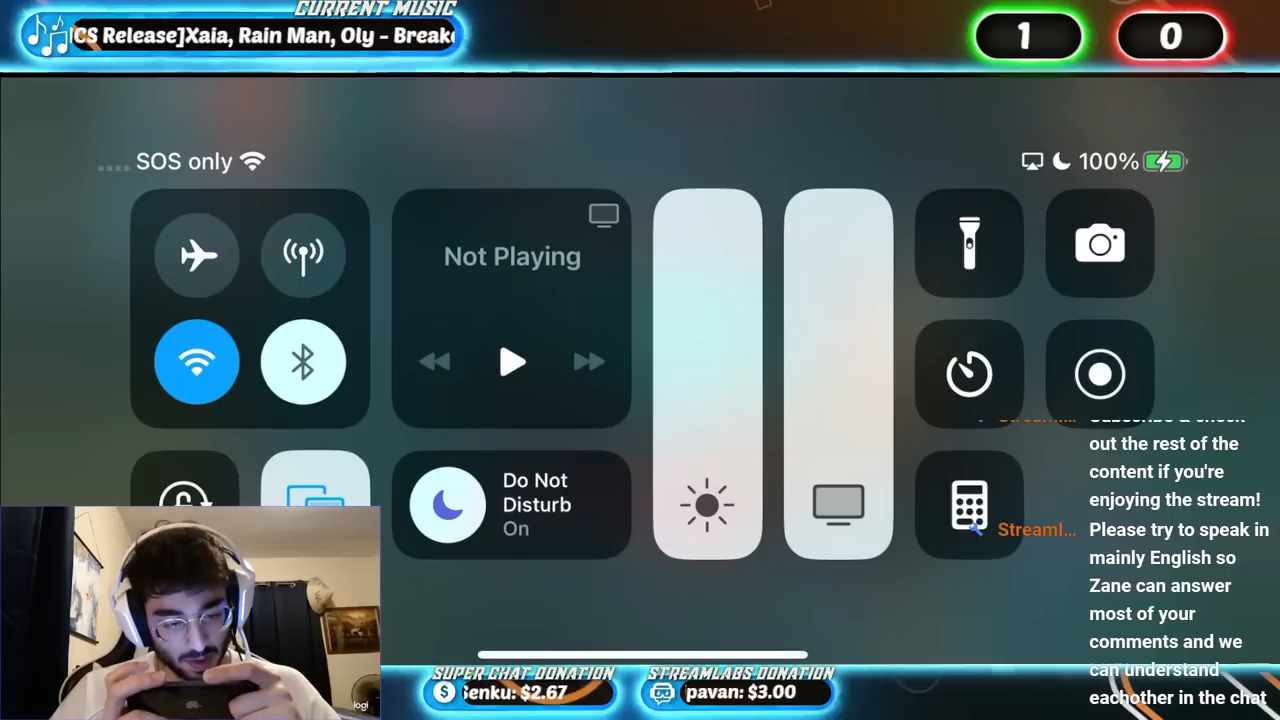 CURRENT MUSIC
CS Release]Xaia, Rain Man, Oly - Break
1
0
SOS only
100%
Not Playing
Do Not
Disturb
On
out the rest of the
content if you're
enjoying the stream!
Streaml... Please try to speak in
mainly English so
Zane can answer
most of your
comments and we
can understand
eachother in the chat
SUPER CHAT DONATION
Senku: $2.67
STREAMLABS DONATION
pavan: $3.00
logi